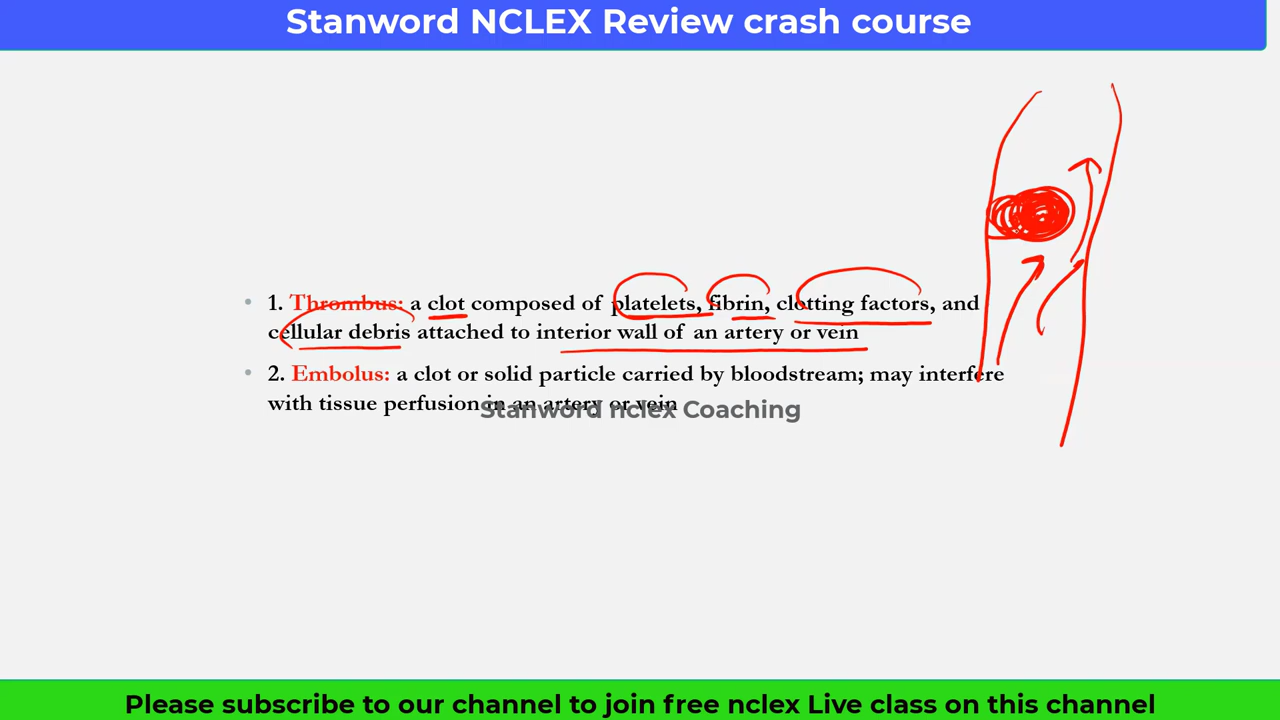 Stanword NCLEX Review crash course
• 1. Thrombus: a clot composed of platelets, fibrin, clotting factors, and
cellular debris attached to interior wall of an artery or vein
• 2. Embolus: a clot or solid particle carried by bloodstream; may interfere
with tissue perfusion in an artery or vein
Stanword nclex Coaching
Please subscribe to our channel to join free nclex Live class on this channel